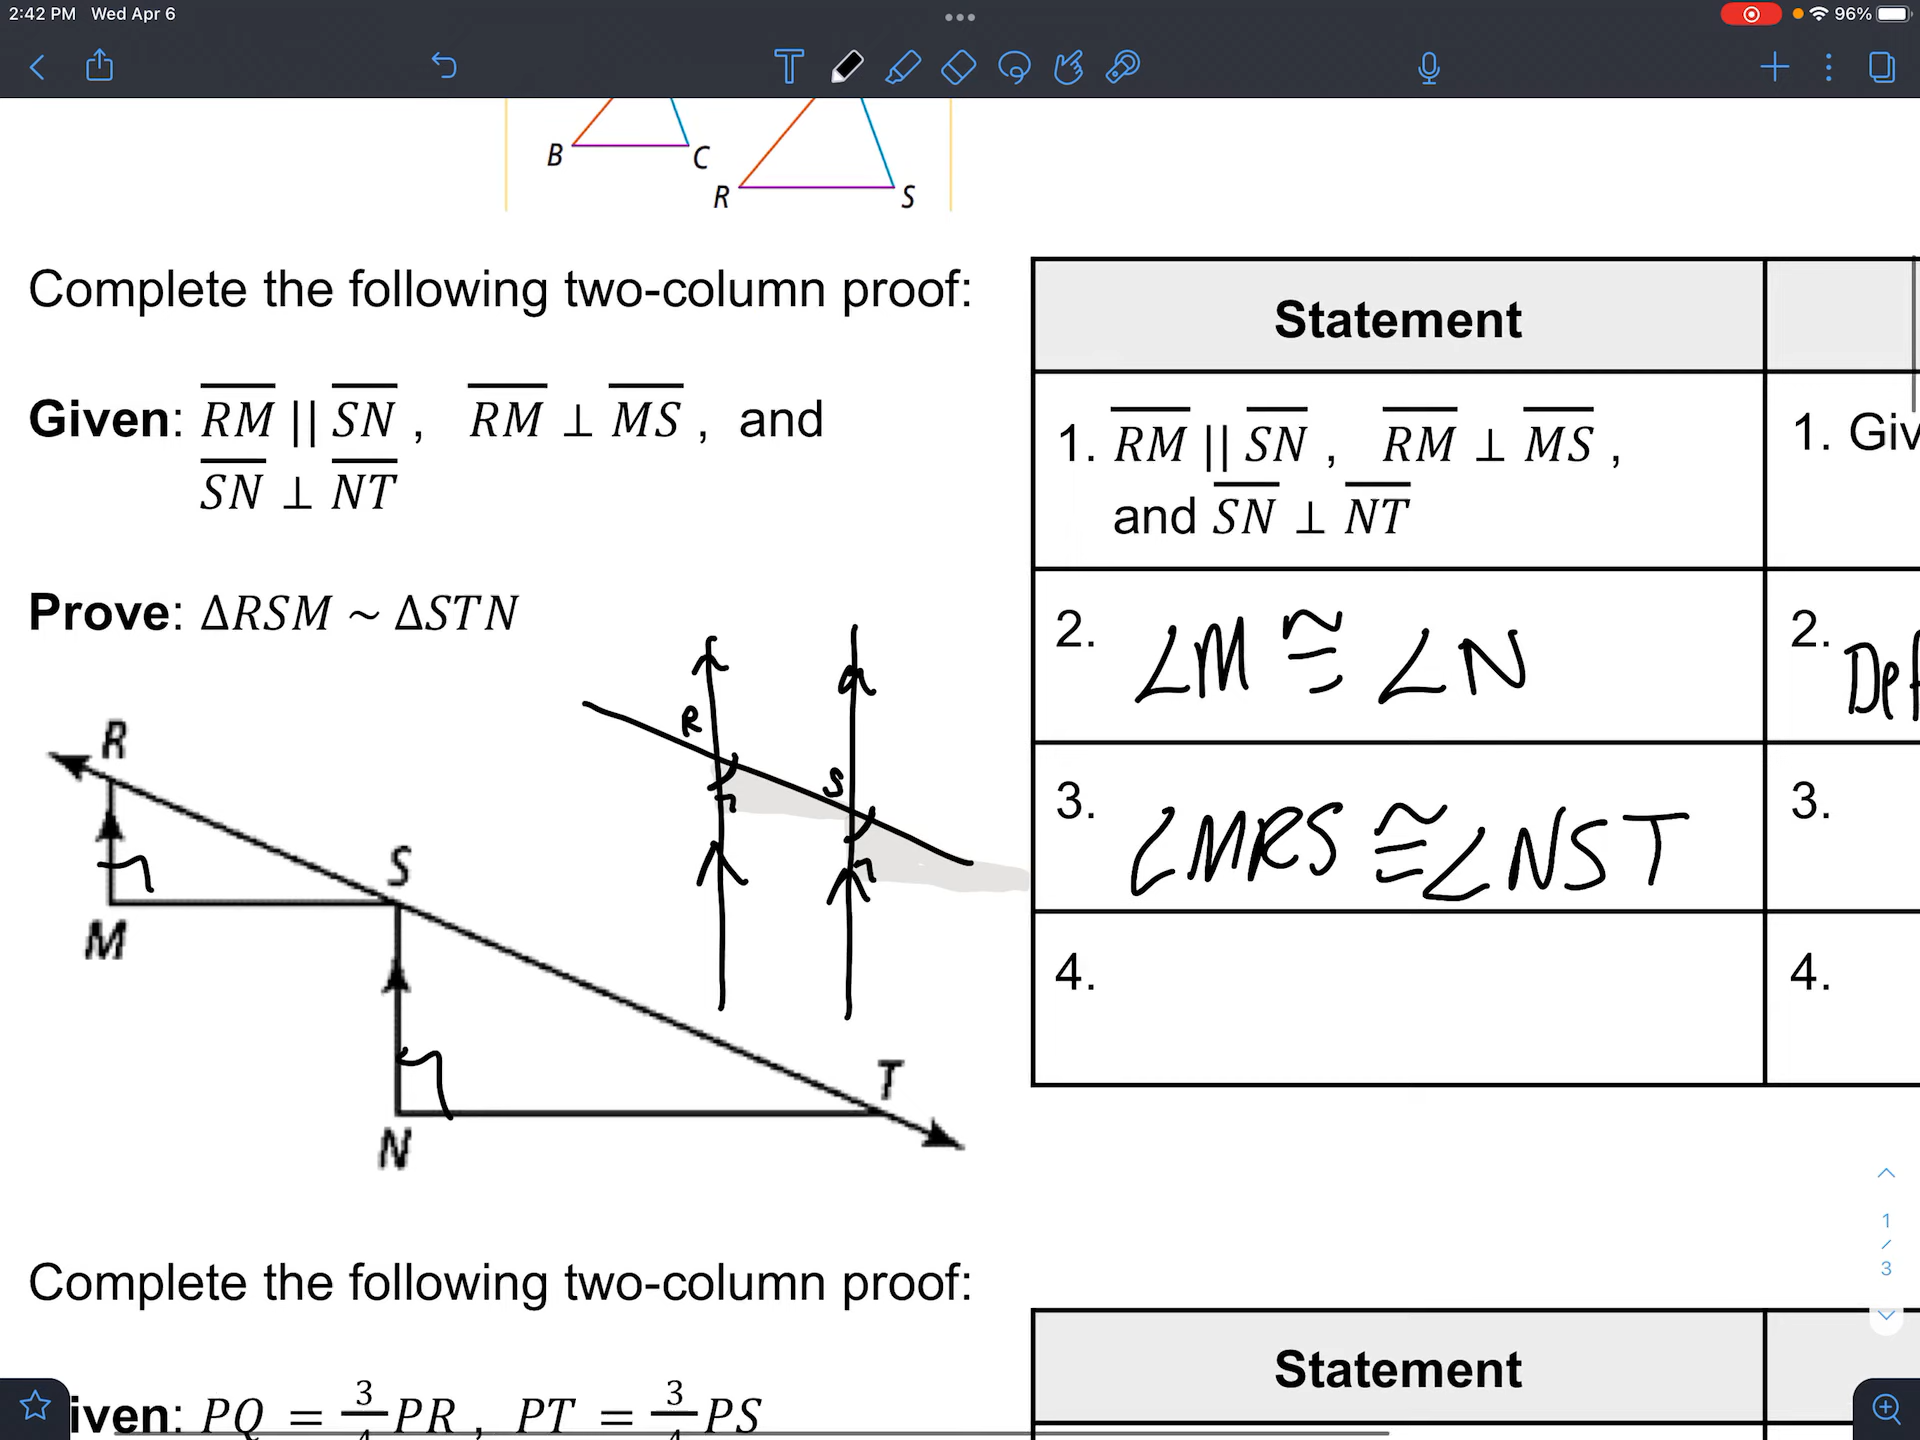 2:42 PM Wed Apr 6
96%
B
C
R
S
Complete the following two-column proof:
Given: RM || SN , RM ⊥ MS , and
SN ⊥ NT
Prove: ΔRSM ~ ΔSTN
R
S
M
N
T
R
S
Statement
1. RM || SN , RM ⊥ MS ,
and SN ⊥ NT
1. Giv
2. ∠M ≅ ∠N
2. Def
3. ∠MRS ≅ ∠NST
3.
4.
4.
Complete the following two-column proof:
iven: PQ = 3/4 PR , PT = 3/4 PS
Statement
1
/
3